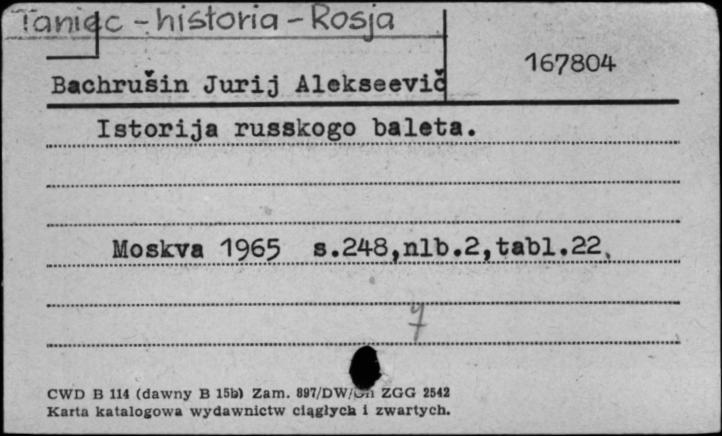 Taniec - historia - Rosja
167804
Bachrušin Jurij Alekseevič
Istorija russkogo baleta.
Moskva 1965 s.248,nlb.2,tabl.22.
7
CWD B 114 (dawny B 15b) Zam. 897/DW/ ZGG 2542
Karta katalogowa wydawnictw ciągłych i zwartych.